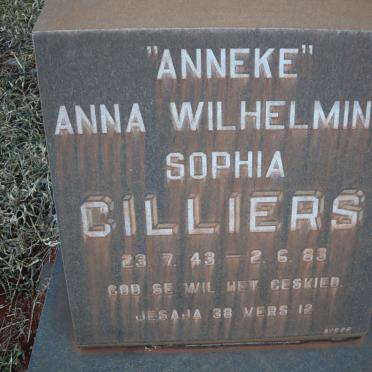 "ANNEKE"
ANNA WILHELMIN
SOPHIA
CILLIERS
23.7.43 — 2.6.83
GOD SE WIL HET GESKIED.
JESAJA 38 VERS 12